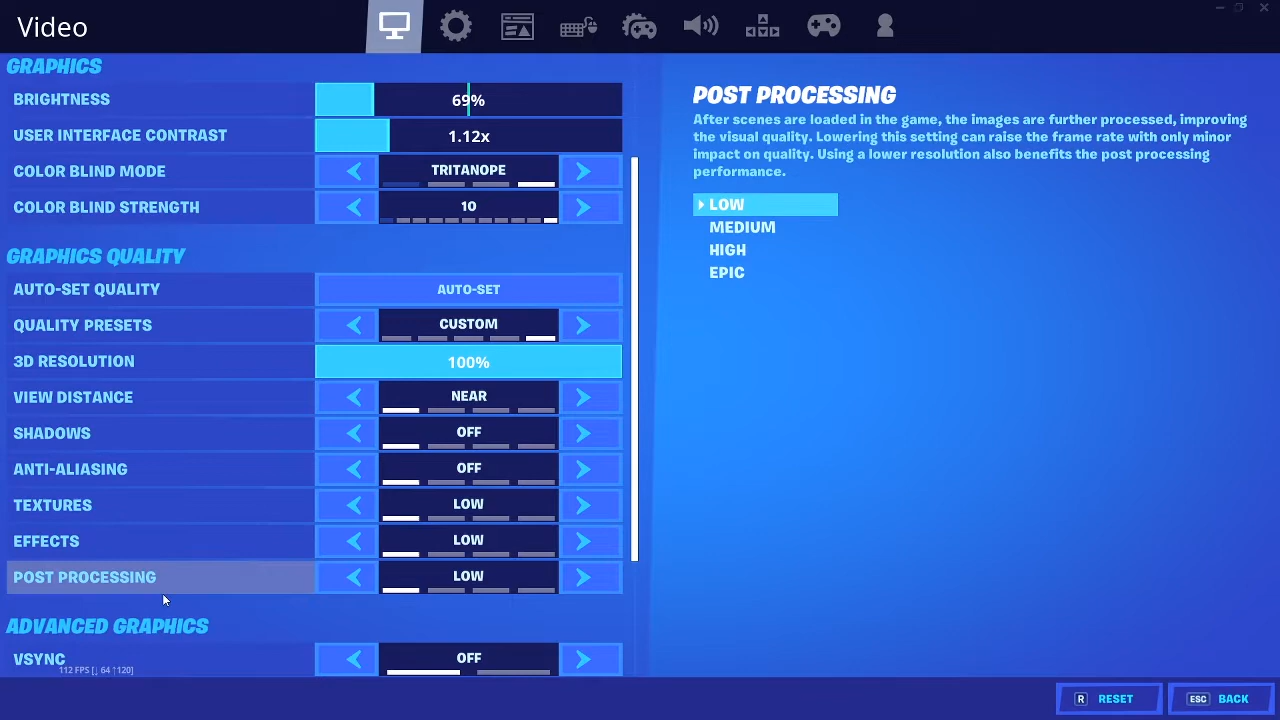 Video
GRAPHICS
BRIGHTNESS 69%
USER INTERFACE CONTRAST 1.12x
COLOR BLIND MODE TRITANOPE
COLOR BLIND STRENGTH 10
GRAPHICS QUALITY
AUTO-SET QUALITY AUTO-SET
QUALITY PRESETS CUSTOM
3D RESOLUTION 100%
VIEW DISTANCE NEAR
SHADOWS OFF
ANTI-ALIASING OFF
TEXTURES LOW
EFFECTS LOW
POST PROCESSING LOW
ADVANCED GRAPHICS
VSYNC OFF
112 FPS [↓ 64 ↑120]
POST PROCESSING
After scenes are loaded in the game, the images are further processed, improving
the visual quality. Lowering this setting can raise the frame rate with only minor
impact on quality. Using a lower resolution also benefits the post processing
performance.
LOW
MEDIUM
HIGH
EPIC
R RESET
ESC BACK